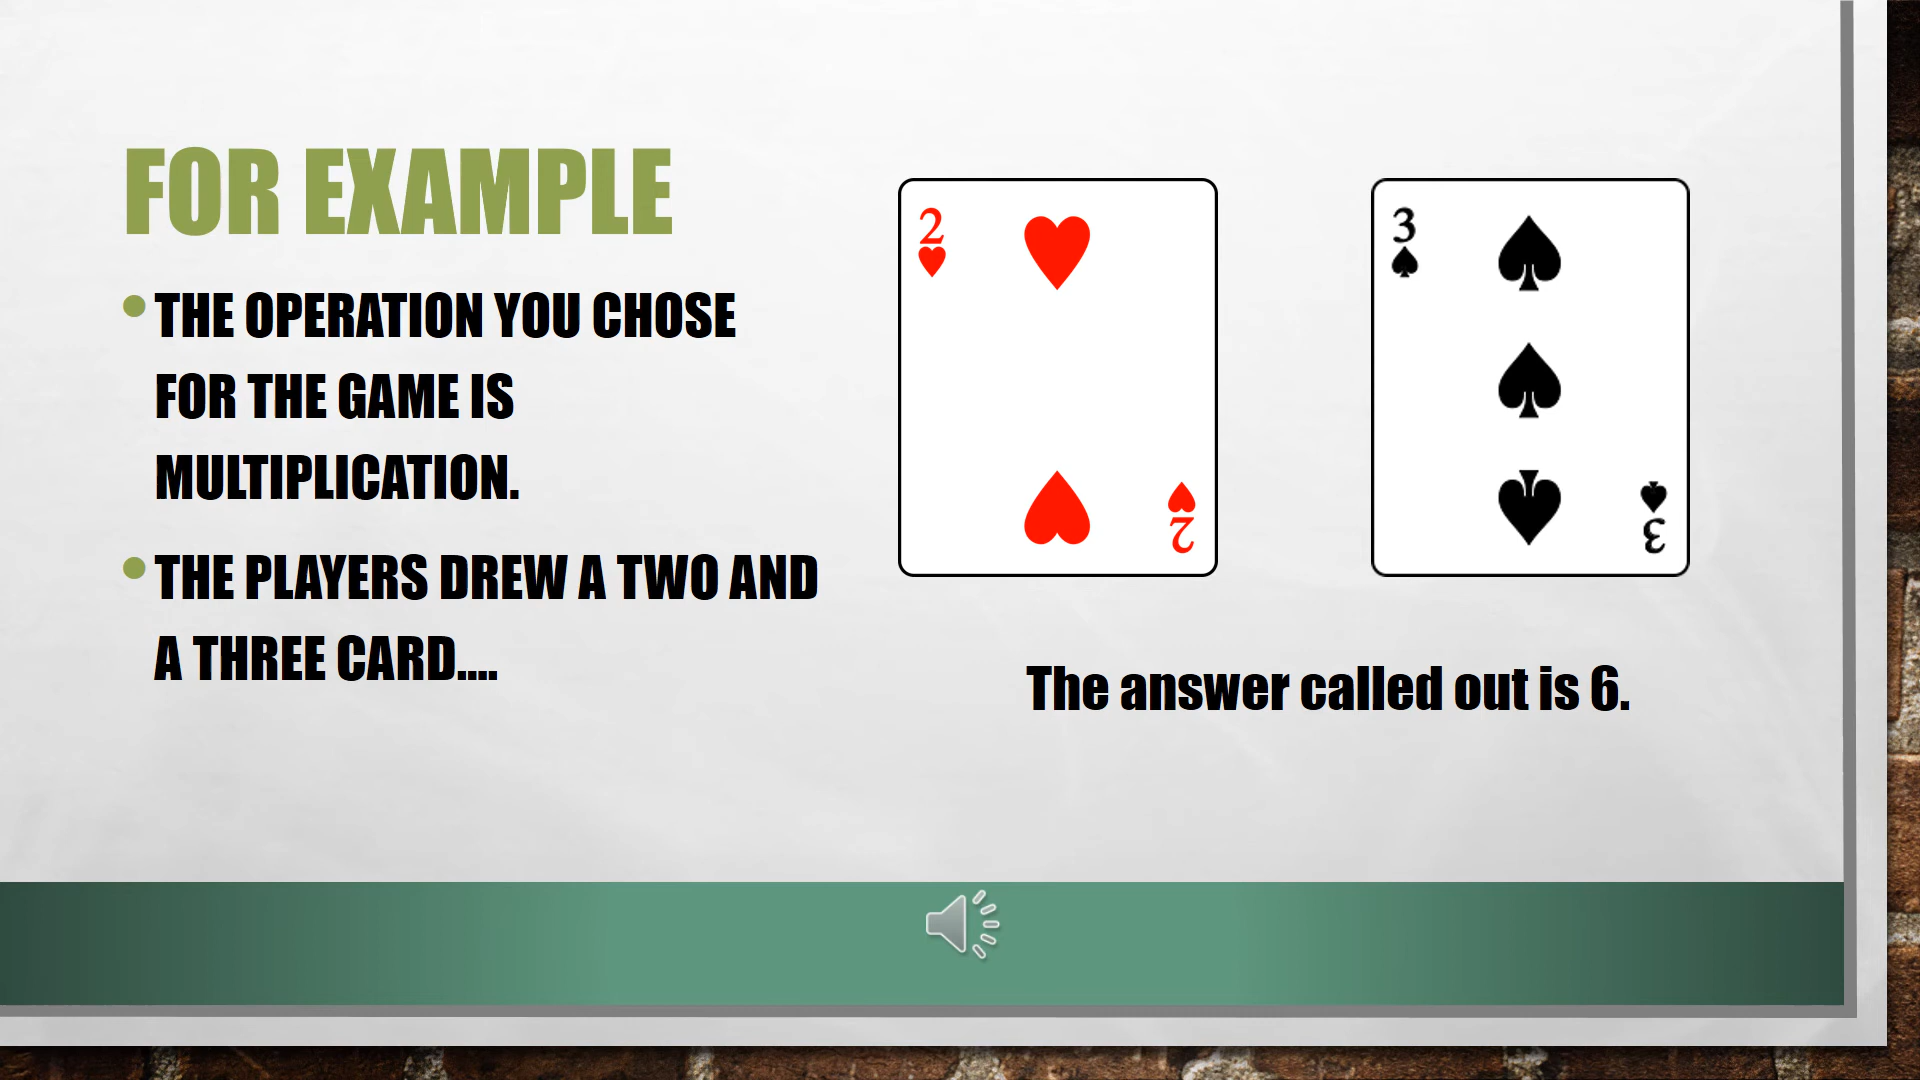 FOR EXAMPLE
THE OPERATION YOU CHOSE
FOR THE GAME IS
MULTIPLICATION.
THE PLAYERS DREW A TWO AND
A THREE CARD....
2
2
3
3
The answer called out is 6.